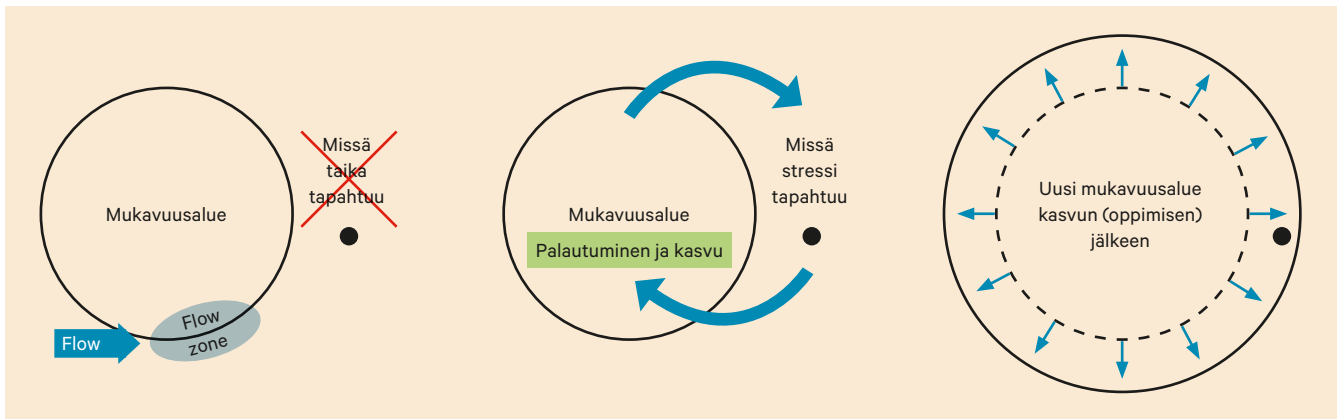 Mukavuusalue
Missä
taika
tapahtuu
Flow
Flow
zone
Mukavuusalue
Palautuminen ja kasvu
Missä
stressi
tapahtuu
Uusi mukavuusalue
kasvun (oppimisen)
jälkeen